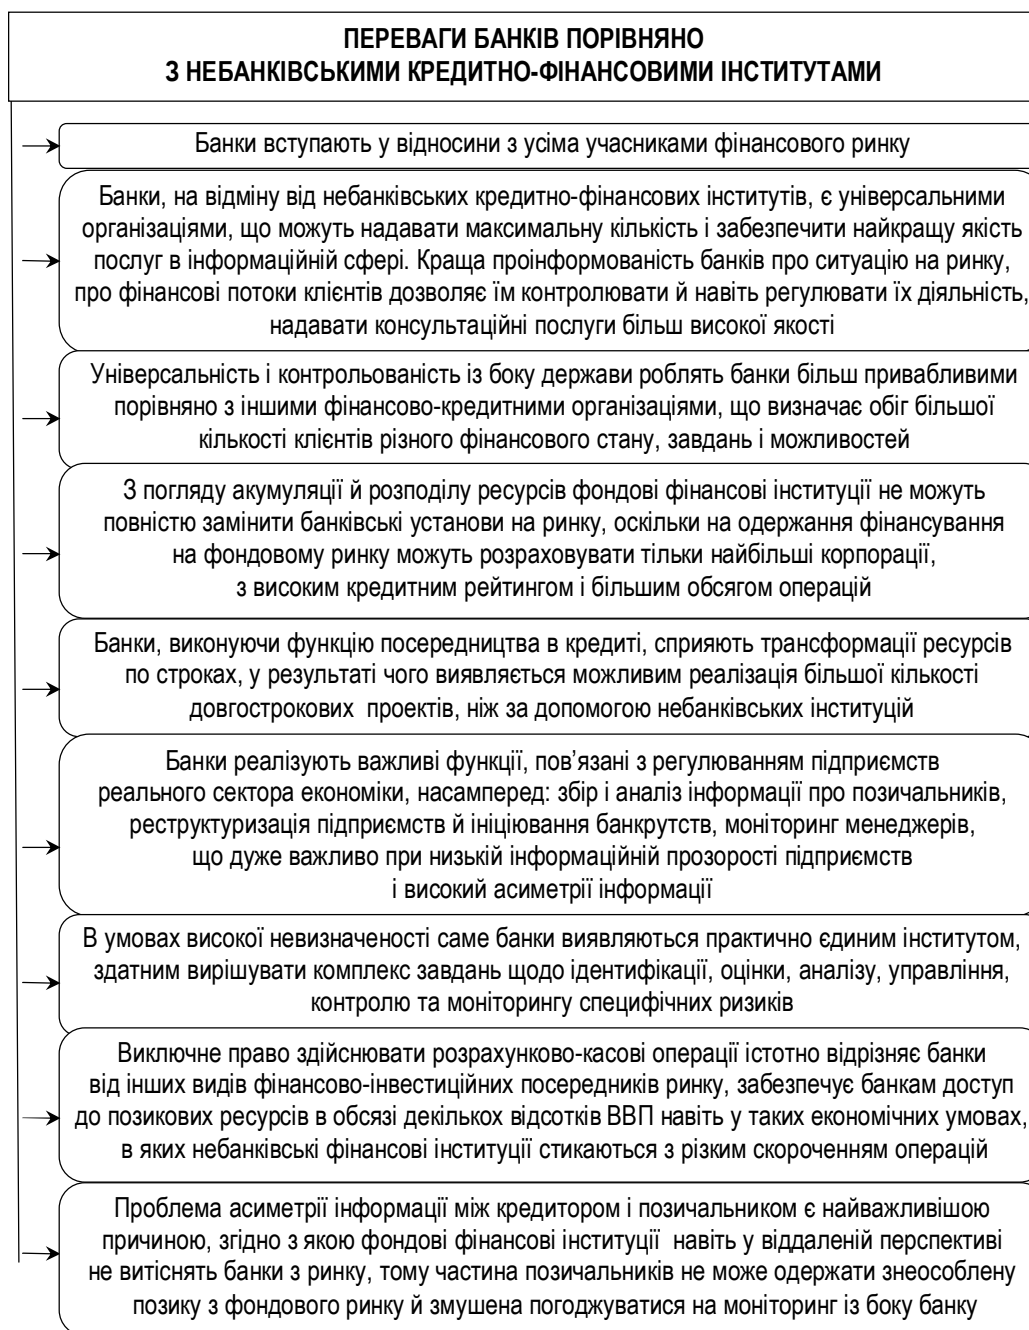 ПЕРЕВАГИ БАНКІВ ПОРІВНЯНО
З НЕБАНКІВСЬКИМИ КРЕДИТНО-ФІНАНСОВИМИ ІНСТИТУТАМИ
Банки вступають у відносини з усіма учасниками фінансового ринку
Банки, на відміну від небанківських кредитно-фінансових інститутів, є універсальними
організаціями, що можуть надавати максимальну кількість і забезпечити найкращу якість
послуг в інформаційній сфері. Краща проінформованість банків про ситуацію на ринку,
про фінансові потоки клієнтів дозволяє їм контролювати й навіть регулювати їх діяльність,
надавати консультаційні послуги більш високої якості
Універсальність і контрольованість із боку держави роблять банки більш привабливими
порівняно з іншими фінансово-кредитними організаціями, що визначає обіг більшої
кількості клієнтів різного фінансового стану, завдань і можливостей
З погляду акумуляції й розподілу ресурсів фондові фінансові інституції не можуть
повністю замінити банківські установи на ринку, оскільки на одержання фінансування
на фондовому ринку можуть розраховувати тільки найбільші корпорації,
з високим кредитним рейтингом і більшим обсягом операцій
Банки, виконуючи функцію посередництва в кредиті, сприяють трансформації ресурсів
по строках, у результаті чого виявляється можливим реалізація більшої кількості
довгострокових проектів, ніж за допомогою небанківських інституцій
Банки реалізують важливі функції, пов’язані з регулюванням підприємств
реального сектора економіки, насамперед: збір і аналіз інформації про позичальників,
реструктуризація підприємств й ініціювання банкрутств, моніторинг менеджерів,
що дуже важливо при низькій інформаційній прозорості підприємств
і високий асиметрії інформації
В умовах високої невизначеності саме банки виявляються практично єдиним інститутом,
здатним вирішувати комплекс завдань щодо ідентифікації, оцінки, аналізу, управління,
контролю та моніторингу специфічних ризиків
Виключне право здійснювати розрахунково-касові операції істотно відрізняє банки
від інших видів фінансово-інвестиційних посередників ринку, забезпечує банкам доступ
до позикових ресурсів в обсязі декількох відсотків ВВП навіть у таких економічних умовах,
в яких небанківські фінансові інституції стикаються з різким скороченням операцій
Проблема асиметрії інформації між кредитором і позичальником є найважливішою
причиною, згідно з якою фондові фінансові інституції навіть у віддаленій перспективі
не витіснять банки з ринку, тому частина позичальників не може одержати знеособлену
позику з фондового ринку й змушена погоджуватися на моніторинг із боку банку